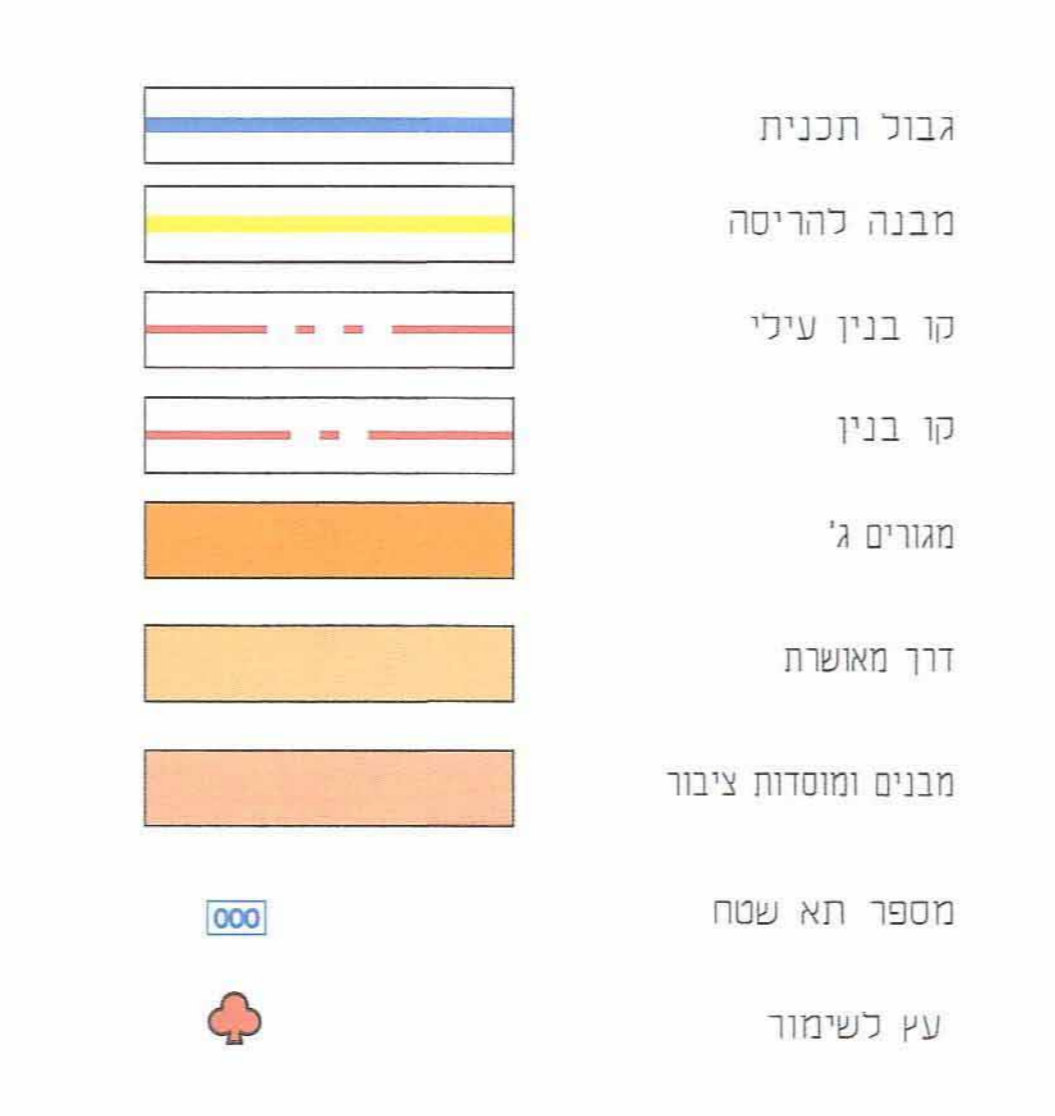 גבול תכנית
מבנה להריסה
קו בנין עילי
קו בנין
מגורים ג'
דרך מאושרת
מבנים ומוסדות ציבור
מספר תא שטח
000
עץ לשימור